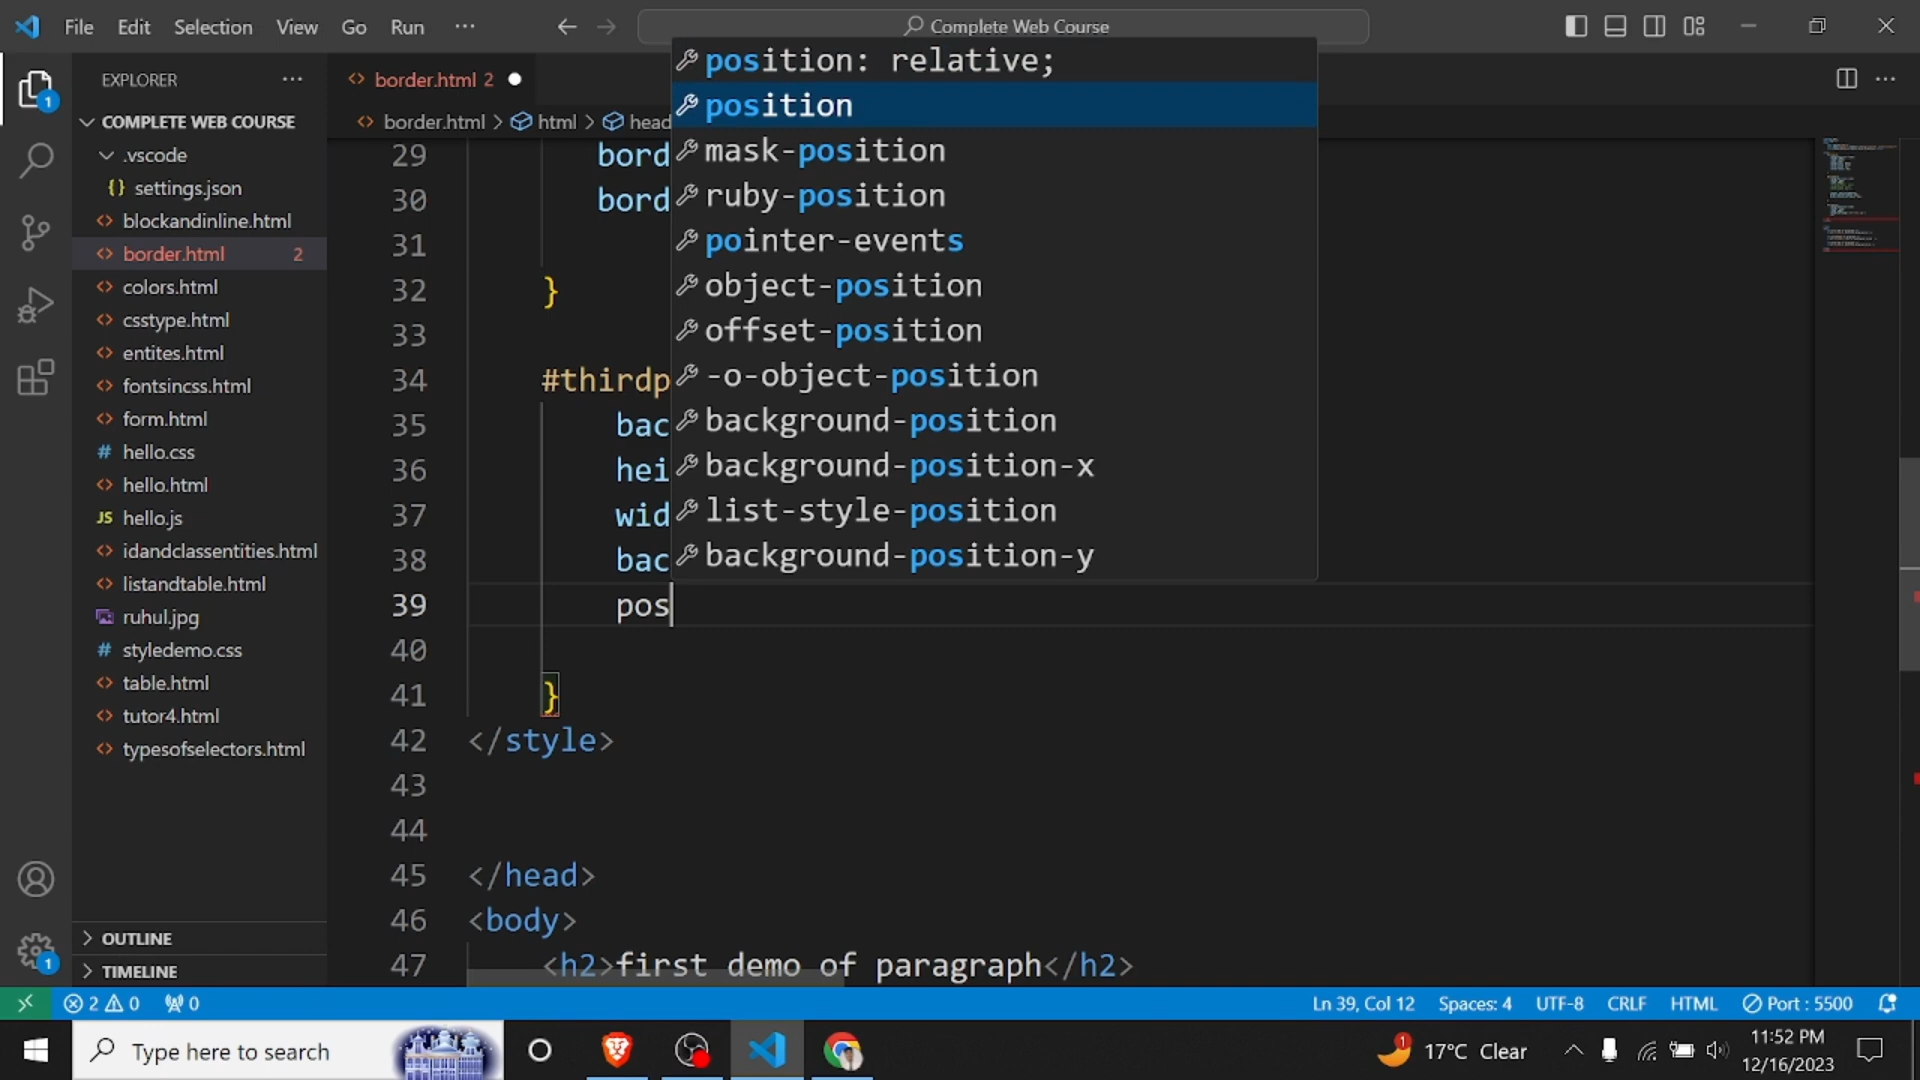 File Edit Selection View Go Run ···
Complete Web Course
EXPLORER
COMPLETE WEB COURSE
.vscode
{} settings.json
<> blockandinline.html
<> border.html 2
<> colors.html
<> csstype.html
<> entites.html
<> fontsincss.html
<> form.html
# hello.css
<> hello.html
JS hello.js
<> idandclassentities.html
<> listandtable.html
ruhul.jpg
# styledemo.css
<> table.html
<> tutor4.html
<> typesofselectors.html
OUTLINE
TIMELINE
1
1
<> border.html 2
<> border.html > html > head
position: relative;
position
mask-position
ruby-position
pointer-events
object-position
offset-position
-o-object-position
background-position
background-position-x
list-style-position
background-position-y
29 bord
30 bord
31
32 }
33
34 #thirdp
35 bac
36 hei
37 wid
38 bac
39 pos
40
41 }
42 </style>
43
44
45 </head>
46 <body>
47 <h2>first demo of paragraph</h2>
2 0 0
Ln 39, Col 12 Spaces: 4 UTF-8 CRLF HTML Port : 5500
Type here to search
1 17°C Clear
11:52 PM
12/16/2023